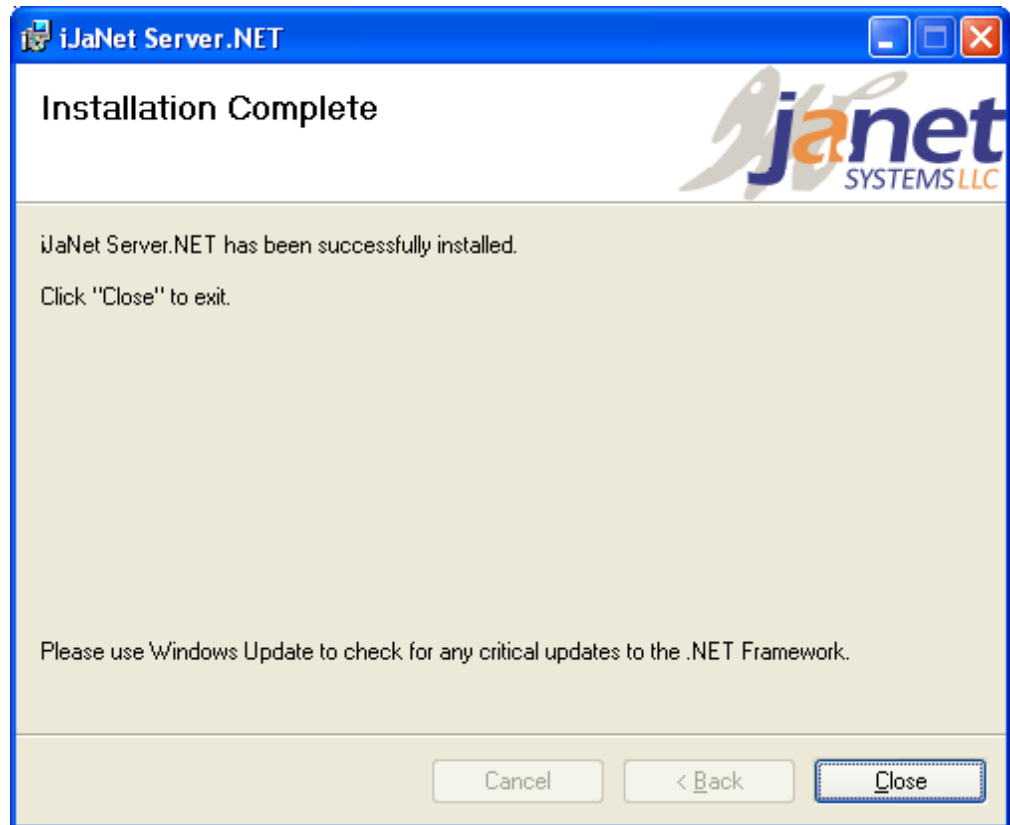 iJaNet Server.NET
Installation Complete
janet
SYSTEMS LLC
iJaNet Server.NET has been successfully installed.
Click "Close" to exit.
Please use Windows Update to check for any critical updates to the .NET Framework.
Cancel
< Back
Close